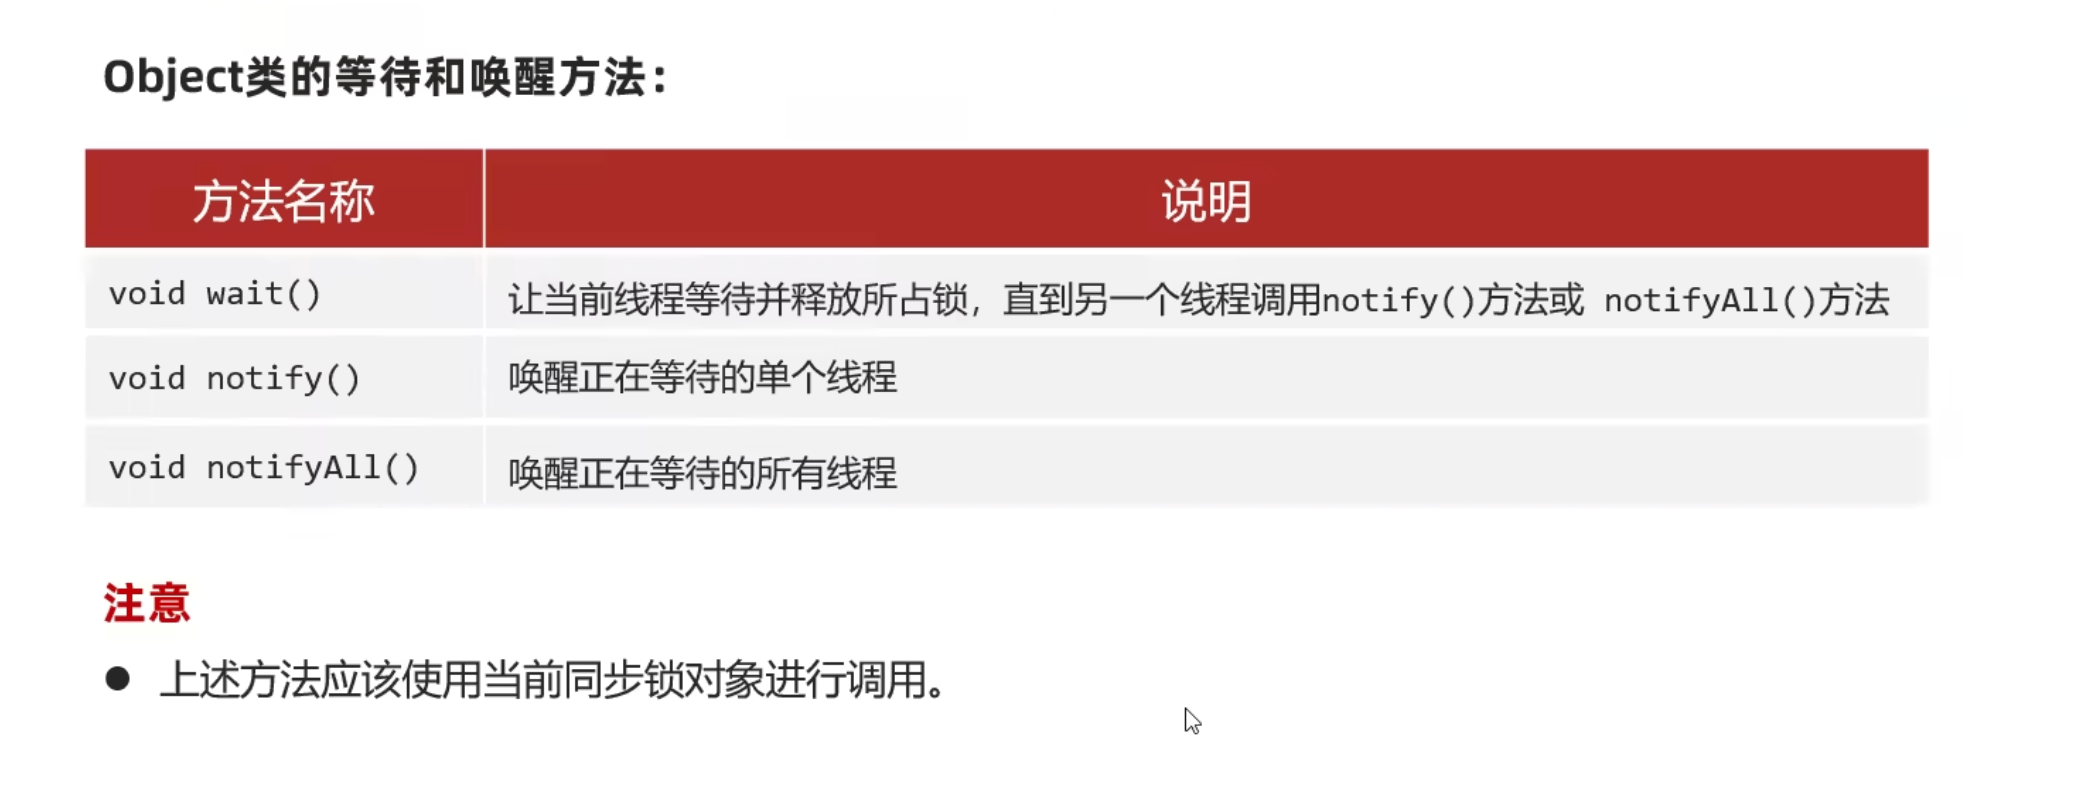 Object类的等待和唤醒方法：
方法名称 说明
void wait() 让当前线程等待并释放所占锁，直到另一个线程调用notify()方法或 notifyAll()方法
void notify() 唤醒正在等待的单个线程
void notifyAll() 唤醒正在等待的所有线程
注意
● 上述方法应该使用当前同步锁对象进行调用。